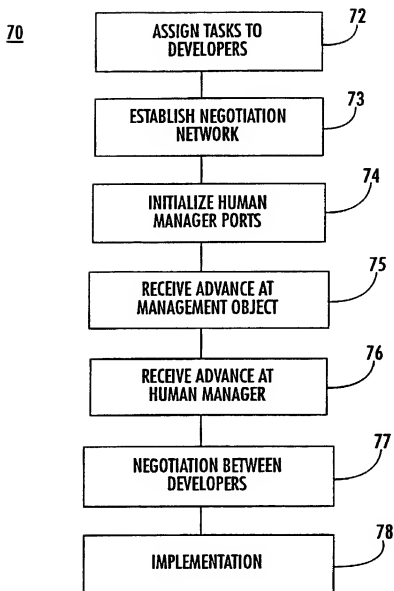 70
ASSIGN TASKS TO
DEVELOPERS
72
ESTABLISH NEGOTIATION
NETWORK
73
INITIALIZE HUMAN
MANAGER PORTS
74
RECEIVE ADVANCE AT
MANAGEMENT OBJECT
75
RECEIVE ADVANCE AT
HUMAN MANAGER
76
NEGOTIATION BETWEEN
DEVELOPERS
77
IMPLEMENTATION
78